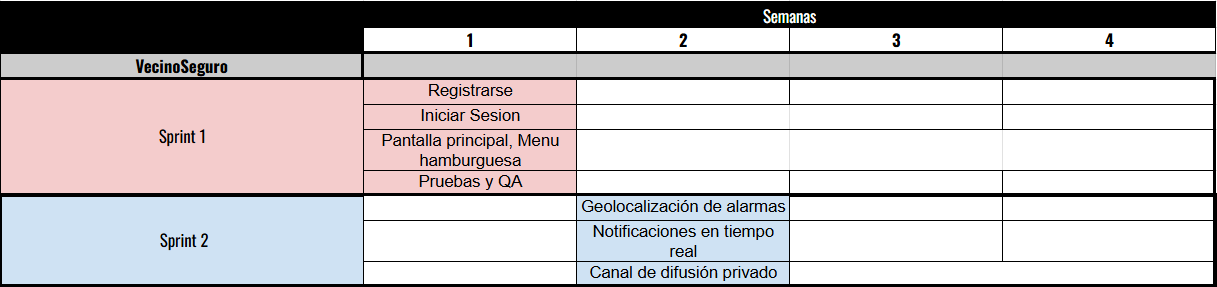 Semanas
1 2 3 4
VecinoSeguro
Sprint 1
Registrarse
Iniciar Sesion
Pantalla principal, Menu
hamburguesa
Pruebas y QA
Sprint 2
Geolocalización de alarmas
Notificaciones en tiempo
real
Canal de difusión privado